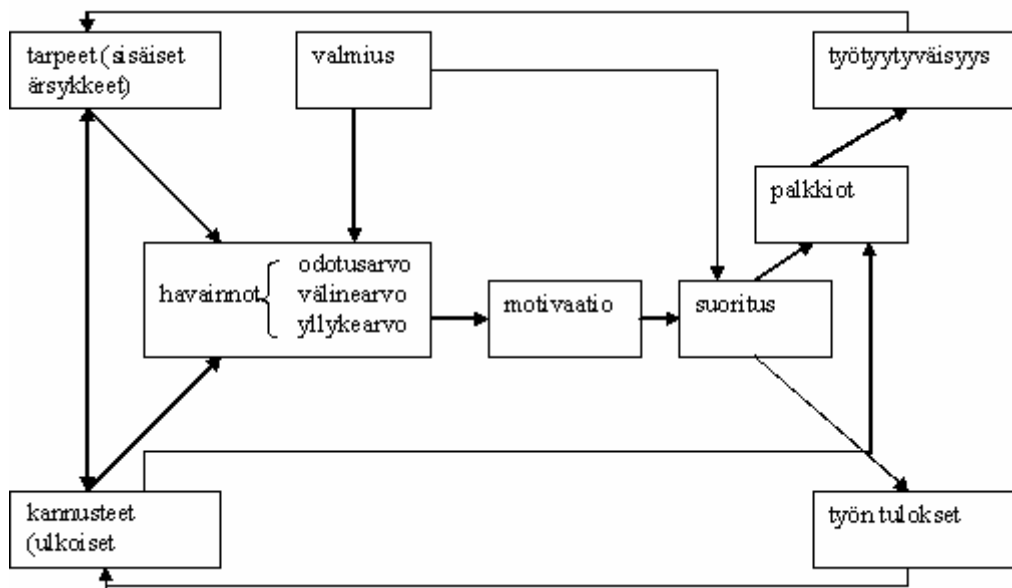 tarpeet (sisäiset
ärsykkeet)
valmius
työtyytyväisyys
palkkiot
havainnot
odotusarvo
välinearvo
yllykearvo
motivaatio
suoritus
kannusteet
(ulkoiset
työn tulokset